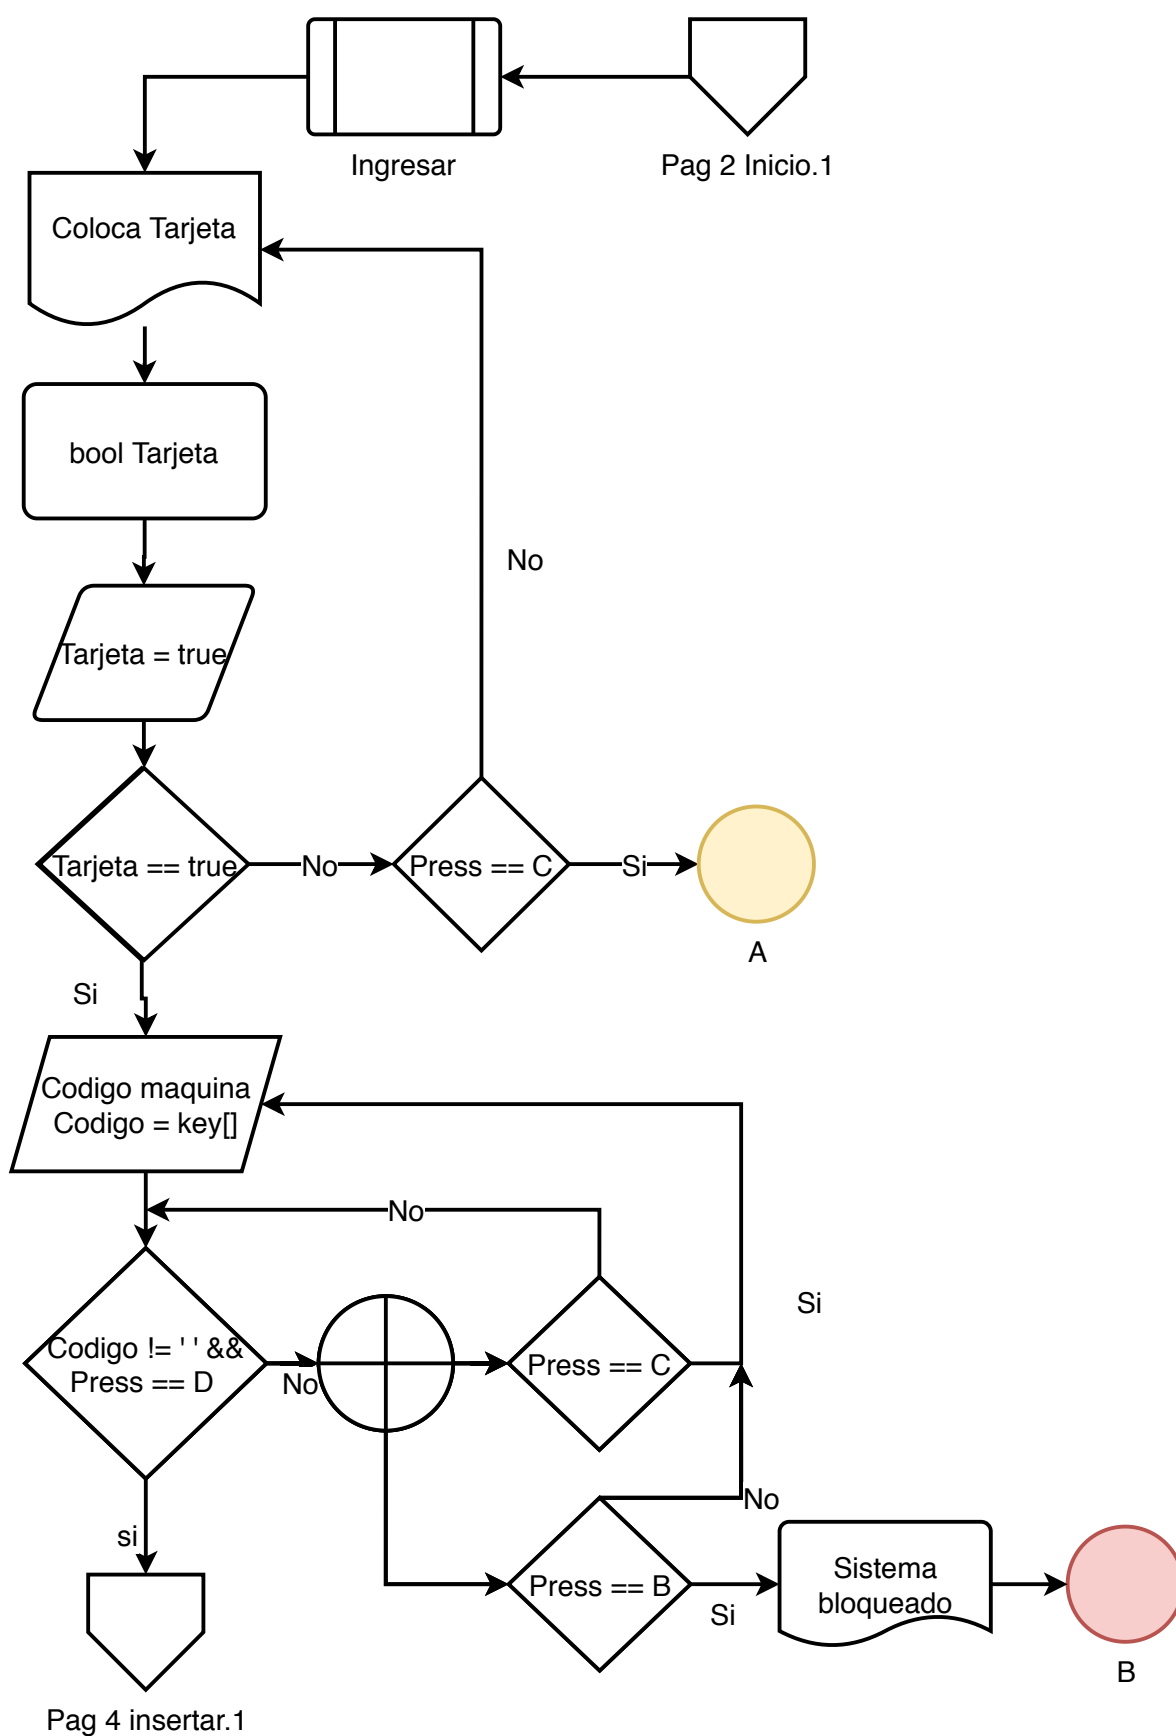 Ingresar
Pag 2 Inicio.1
Coloca Tarjeta
bool Tarjeta
No
Tarjeta = true
Tarjeta == true
No
Press == C
Si
A
Si
Codigo maquina
Codigo = key[]
No
Si
Codigo != ' ' &&
Press == D
No
Press == C
No
si
Press == B
Si
Sistema
bloqueado
B
Pag 4 insertar.1